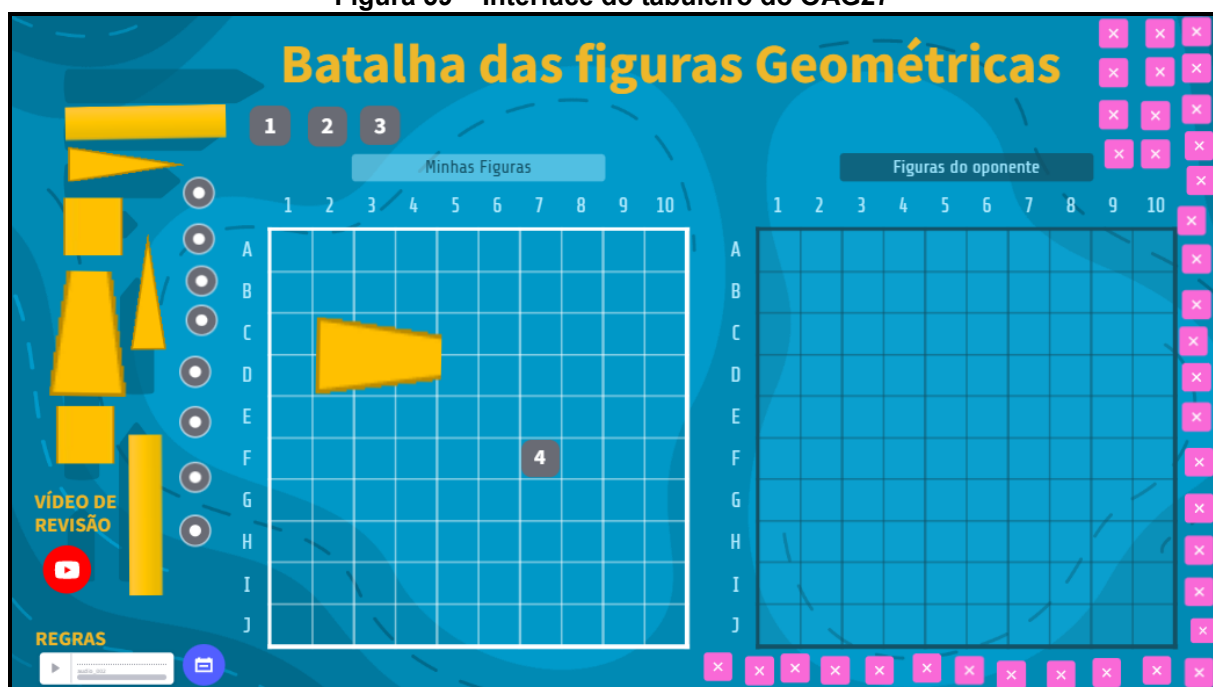 Figura 69 – Interface do tabuleiro do OAG27
Batalha das figuras Geométricas
1 2 3
Minhas Figuras
Figuras do oponente
1 2 3 4 5 6 7 8 9 10
1 2 3 4 5 6 7 8 9 10
A
B
C
D
E
F
G
H
I
J
4
A
B
C
D
E
F
G
H
I
J
VÍDEO DE
REVISÃO
REGRAS